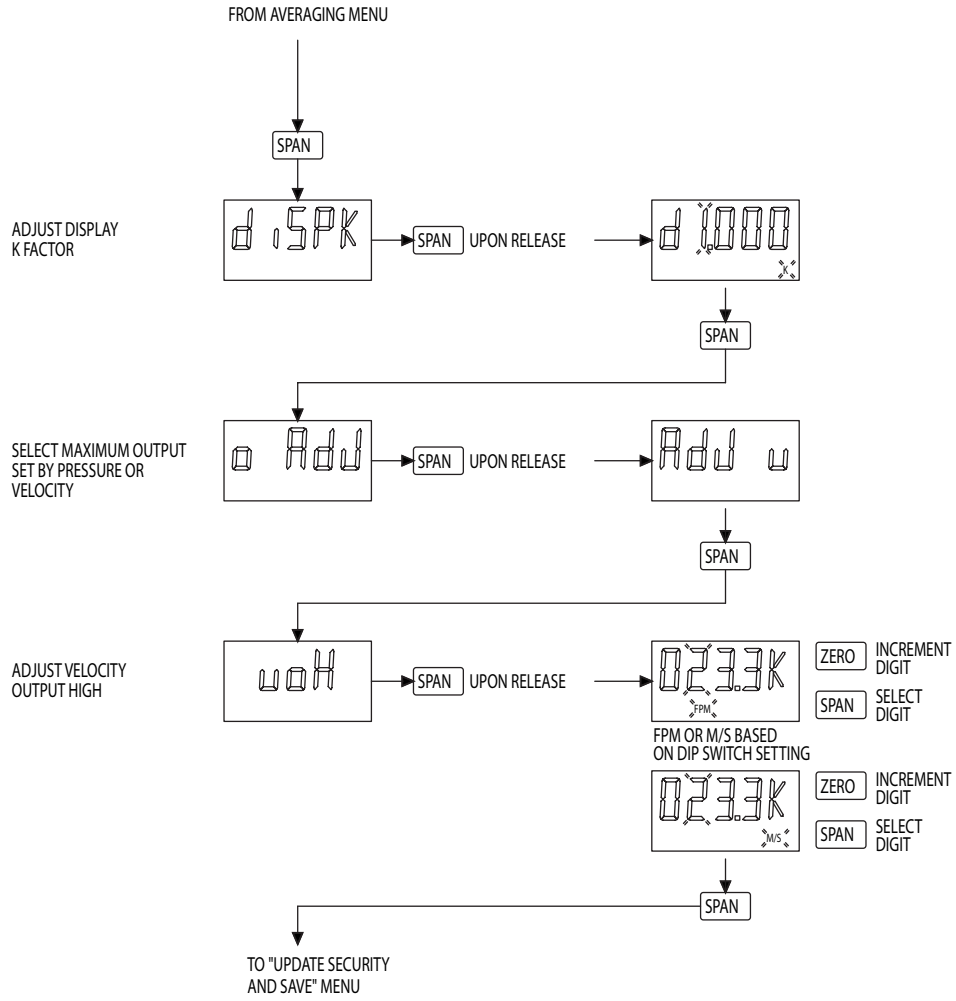 FROM AVERAGING MENU
SPAN
ADJUST DISPLAY
K FACTOR
diSPK
SPAN UPON RELEASE
d1.000
K
SPAN
SELECT MAXIMUM OUTPUT
SET BY PRESSURE OR
VELOCITY
o AdJ
SPAN UPON RELEASE
AdJ u
SPAN
ADJUST VELOCITY
OUTPUT HIGH
uoH
SPAN UPON RELEASE
023.3K
FPM
ZERO INCREMENT
DIGIT
SPAN SELECT
DIGIT
FPM OR M/S BASED
ON DIP SWITCH SETTING
023.3K
M/S
ZERO INCREMENT
DIGIT
SPAN SELECT
DIGIT
SPAN
TO "UPDATE SECURITY
AND SAVE" MENU